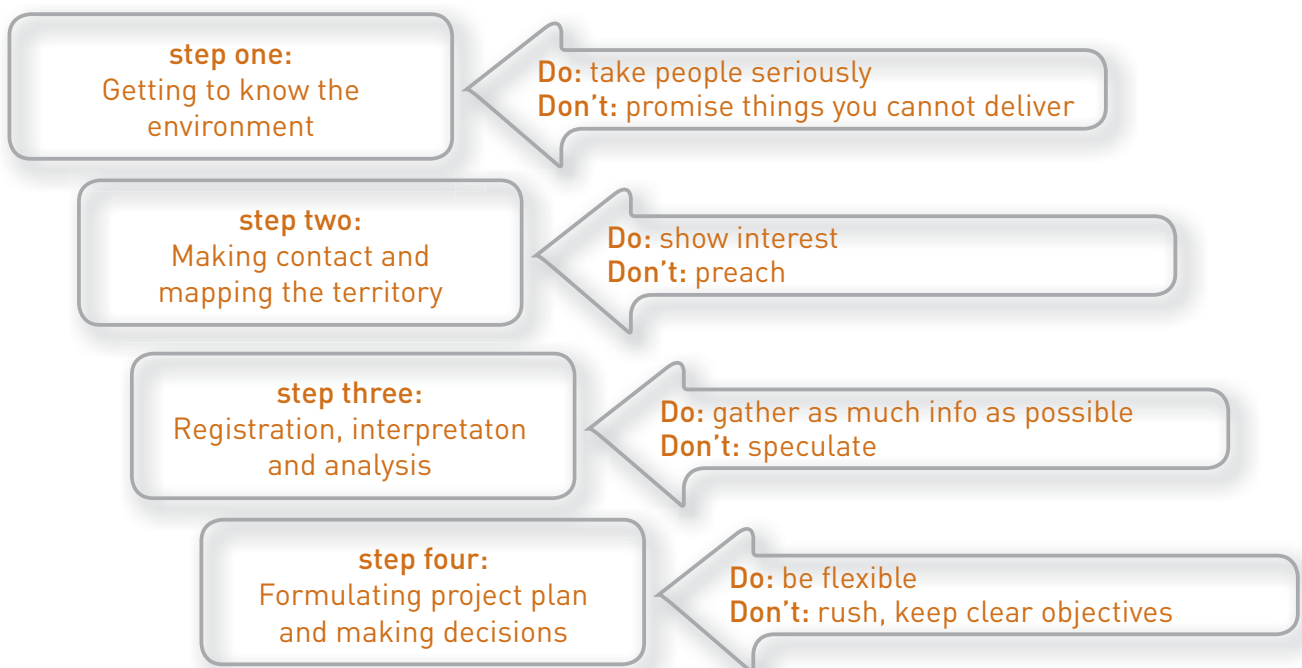 step one:
Getting to know the
environment
Do: take people seriously
Don't: promise things you cannot deliver
step two:
Making contact and
mapping the territory
Do: show interest
Don't: preach
step three:
Registration, interpretaton
and analysis
Do: gather as much info as possible
Don't: speculate
step four:
Formulating project plan
and making decisions
Do: be flexible
Don't: rush, keep clear objectives